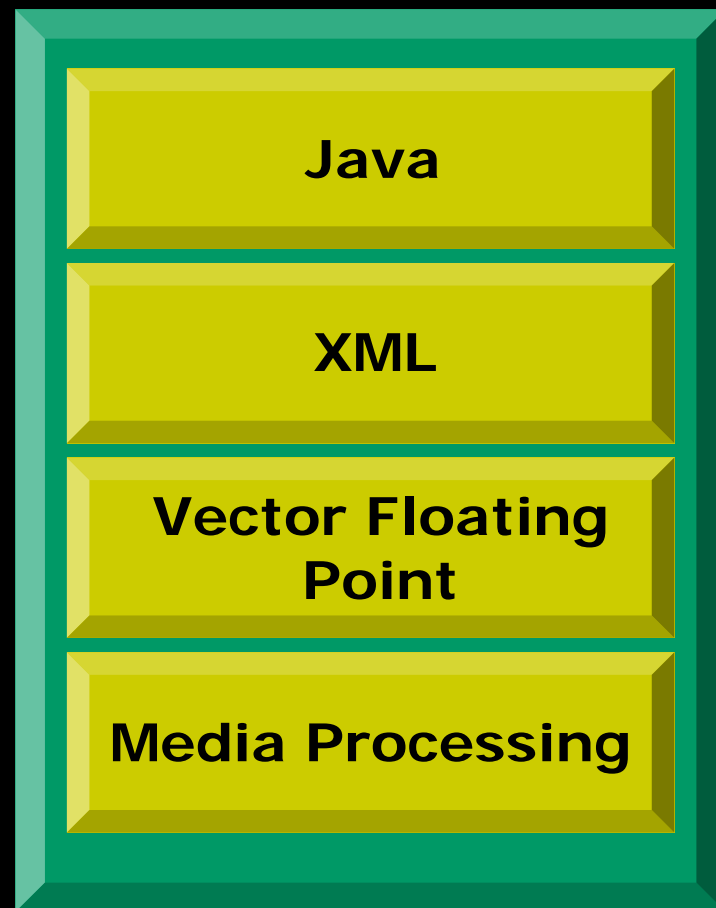 Java
XML
Vector Floating
Point
Media Processing